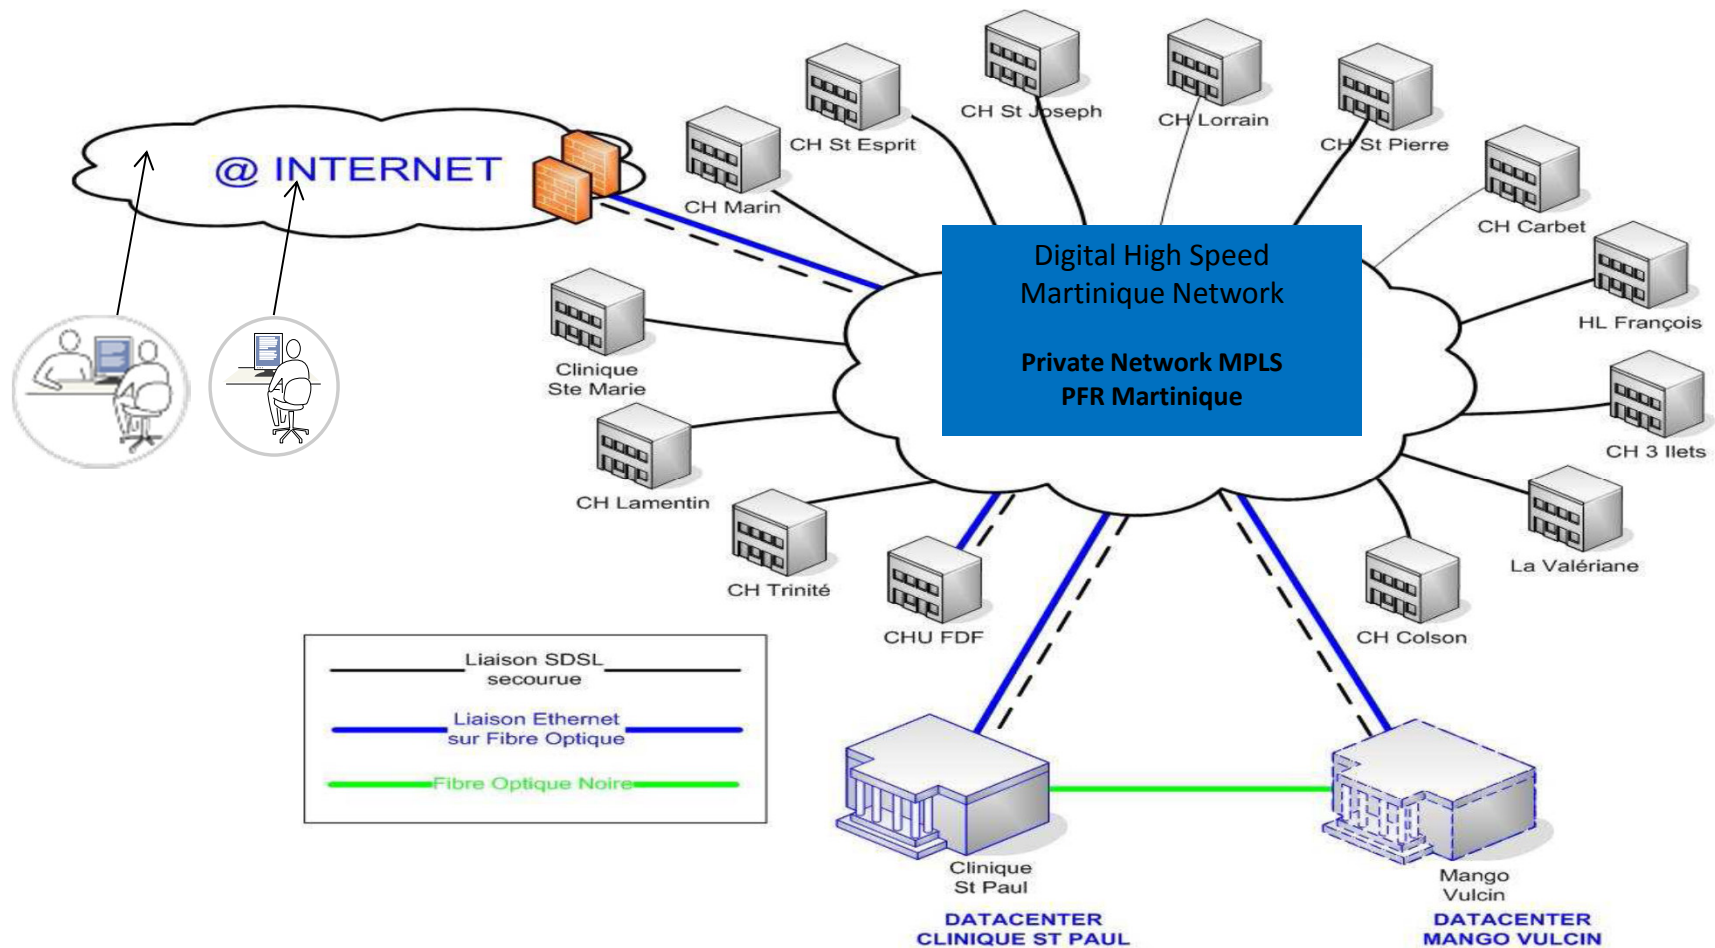 @ INTERNET
CH Marin
CH St Esprit
CH St Joseph
CH Lorrain
CH St Pierre
CH Carbet
HL François
CH 3 Ilets
La Valériane
CH Colson
Digital High Speed
Martinique Network
Private Network MPLS
PFR Martinique
Clinique
Ste Marie
CH Lamentin
CH Trinité
CHU FDF
Liaison SDSL
secourue
Liaison Ethernet
sur Fibre Optique
Fibre Optique Noire
Clinique
St Paul
DATACENTER
CLINIQUE ST PAUL
Mango
Vulcin
DATACENTER
MANGO VULCIN